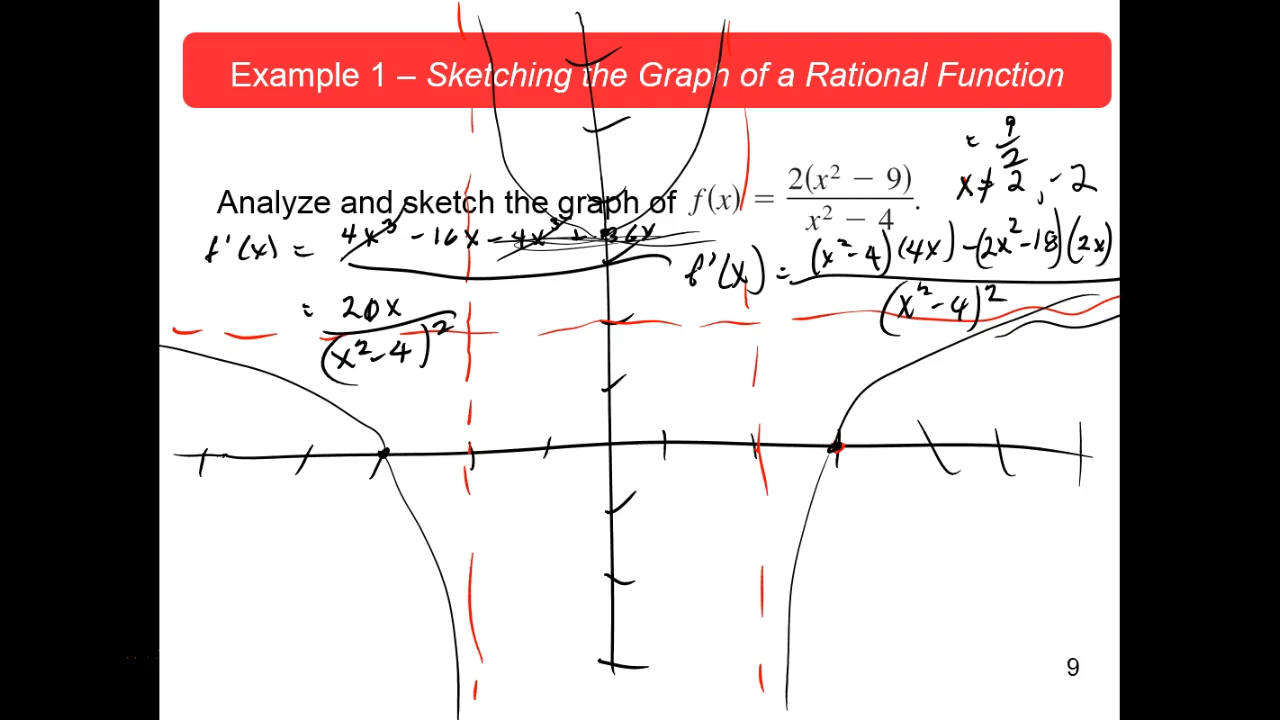 Example 1 – Sketching the Graph of a Rational Function
= 9/2
x ≠ 2, -2
Analyze and sketch the graph of f(x) = 2(x² − 9)/(x² − 4).
f'(x) = 4x³ - 16x - 4x³ + 36x
f'(x) = (x²-4)(4x) - (2x²-18)(2x)/(x²-4)²
= 20x/(x²-4)²
9